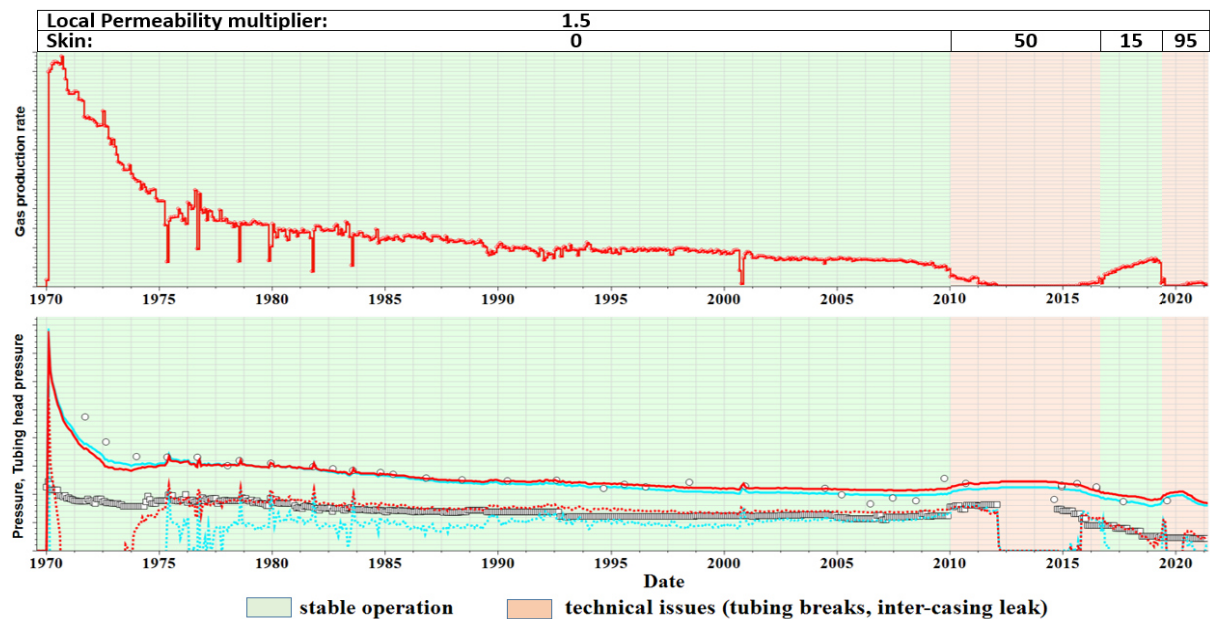 Local Permeability multiplier: 1.5
Skin: 0 50 15 95
Gas production rate
1970 1975 1980 1985 1990 1995 2000 2005 2010 2015 2020
Pressure, Tubing head pressure
1970 1975 1980 1985 1990 1995 2000 2005 2010 2015 2020
Date
stable operation technical issues (tubing breaks, inter-casing leak)